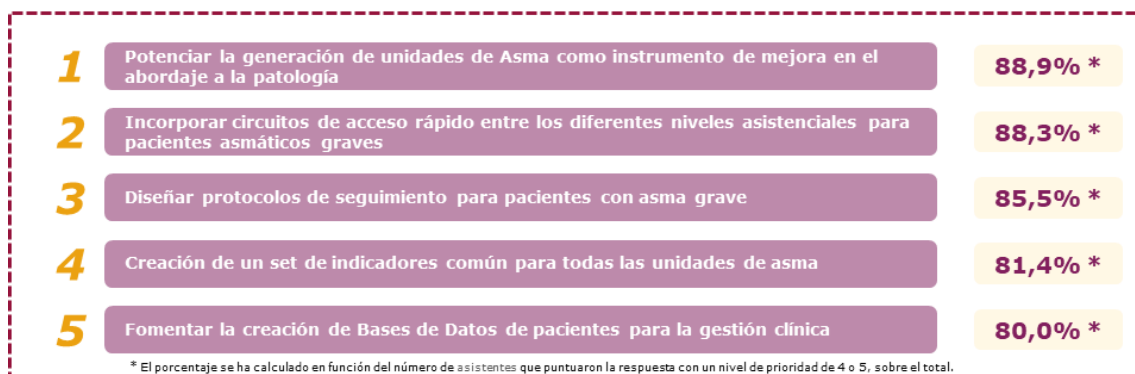 1
Potenciar la generación de unidades de Asma como instrumento de mejora en el
abordaje a la patología
88,9% *
2
Incorporar circuitos de acceso rápido entre los diferentes niveles asistenciales para
pacientes asmáticos graves
88,3% *
3
Diseñar protocolos de seguimiento para pacientes con asma grave
85,5% *
4
Creación de un set de indicadores común para todas las unidades de asma
81,4% *
5
Fomentar la creación de Bases de Datos de pacientes para la gestión clínica
80,0% *
* El porcentaje se ha calculado en función del número de asistentes que puntuaron la respuesta con un nivel de prioridad de 4 o 5, sobre el total.